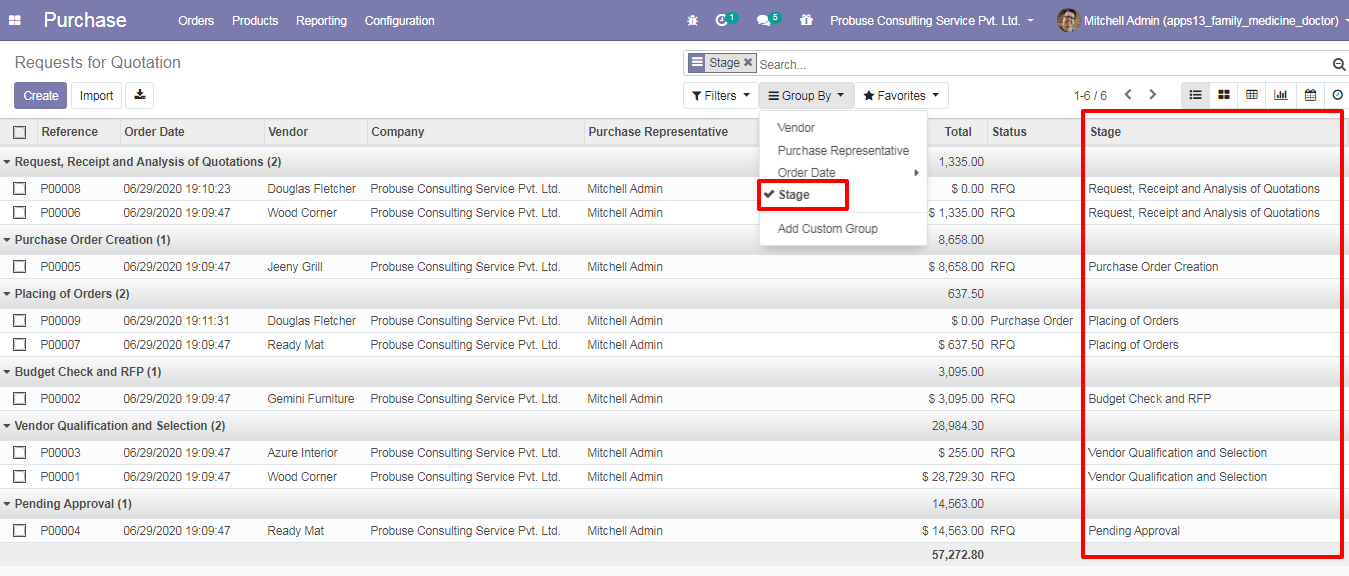 Purchase Orders Products Reporting Configuration 1 5 Probuse Consulting Service Pvt. Ltd. Mitchell Admin (apps13_family_medicine_doctor)
Requests for Quotation Stage Search...
Create Import Filters Group By Favorites 1-6 / 6
Reference Order Date Vendor Company Purchase Representative Total Status Stage
Vendor
Purchase Representative
Order Date
Stage
Add Custom Group
Request, Receipt and Analysis of Quotations (2) 1,335.00
P00008 06/29/2020 19:10:23 Douglas Fletcher Probuse Consulting Service Pvt. Ltd. Mitchell Admin $ 0.00 RFQ Request, Receipt and Analysis of Quotations
P00006 06/29/2020 19:09:47 Wood Corner Probuse Consulting Service Pvt. Ltd. Mitchell Admin $ 1,335.00 RFQ Request, Receipt and Analysis of Quotations
Purchase Order Creation (1) 8,658.00
P00005 06/29/2020 19:09:47 Jeeny Grill Probuse Consulting Service Pvt. Ltd. Mitchell Admin $ 8,658.00 RFQ Purchase Order Creation
Placing of Orders (2) 637.50
P00009 06/29/2020 19:11:31 Douglas Fletcher Probuse Consulting Service Pvt. Ltd. Mitchell Admin $ 0.00 Purchase Order Placing of Orders
P00007 06/29/2020 19:09:47 Ready Mat Probuse Consulting Service Pvt. Ltd. Mitchell Admin $ 637.50 RFQ Placing of Orders
Budget Check and RFP (1) 3,095.00
P00002 06/29/2020 19:09:47 Gemini Furniture Probuse Consulting Service Pvt. Ltd. Mitchell Admin $ 3,095.00 RFQ Budget Check and RFP
Vendor Qualification and Selection (2) 28,984.30
P00003 06/29/2020 19:09:47 Azure Interior Probuse Consulting Service Pvt. Ltd. Mitchell Admin $ 255.00 RFQ Vendor Qualification and Selection
P00001 06/29/2020 19:09:47 Wood Corner Probuse Consulting Service Pvt. Ltd. Mitchell Admin $ 28,729.30 RFQ Vendor Qualification and Selection
Pending Approval (1) 14,563.00
P00004 06/29/2020 19:09:47 Ready Mat Probuse Consulting Service Pvt. Ltd. Mitchell Admin $ 14,563.00 RFQ Pending Approval
57,272.80